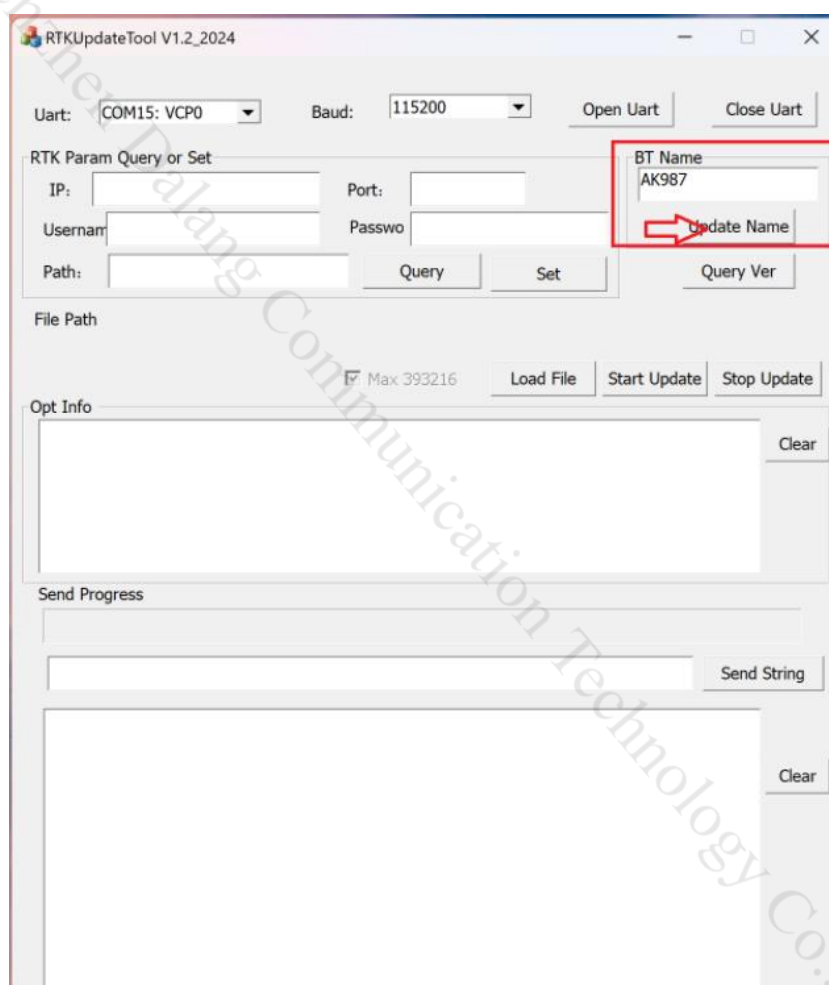 RTKUpdateTool V1.2_2024
Uart: COM15: VCP0 Baud: 115200 Open Uart Close Uart
RTK Param Query or Set BT Name
IP: Port: AK987
Usernam Passwo Update Name
Path: Query Set Query Ver
File Path
Max 393216 Load File Start Update Stop Update
Opt Info
Clear
Send Progress
Send String
Clear
Dalang Communication Technology Co.